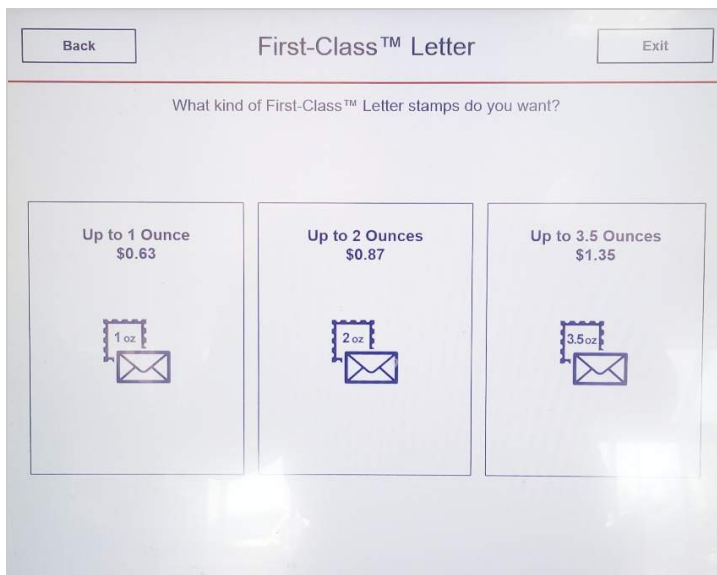 Back
First-Class™ Letter
Exit
What kind of First-Class™ Letter stamps do you want?
Up to 1 Ounce
$0.63
1 oz
Up to 2 Ounces
$0.87
2 oz
Up to 3.5 Ounces
$1.35
3.5 oz